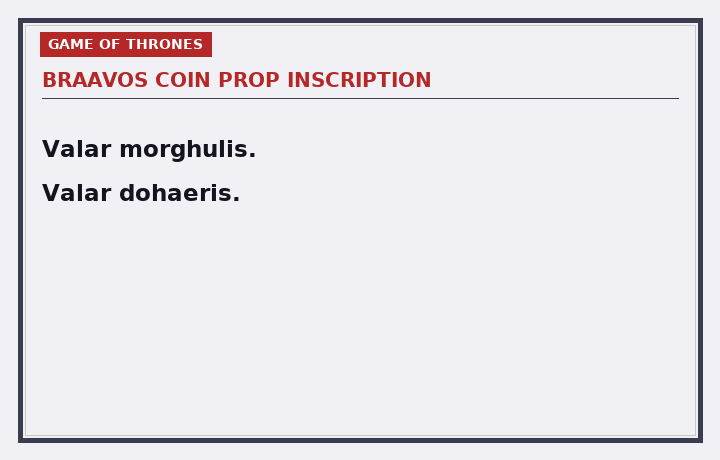 GAME OF THRONES
BRAAVOS COIN PROP INSCRIPTION
Valar morghulis.
Valar dohaeris.